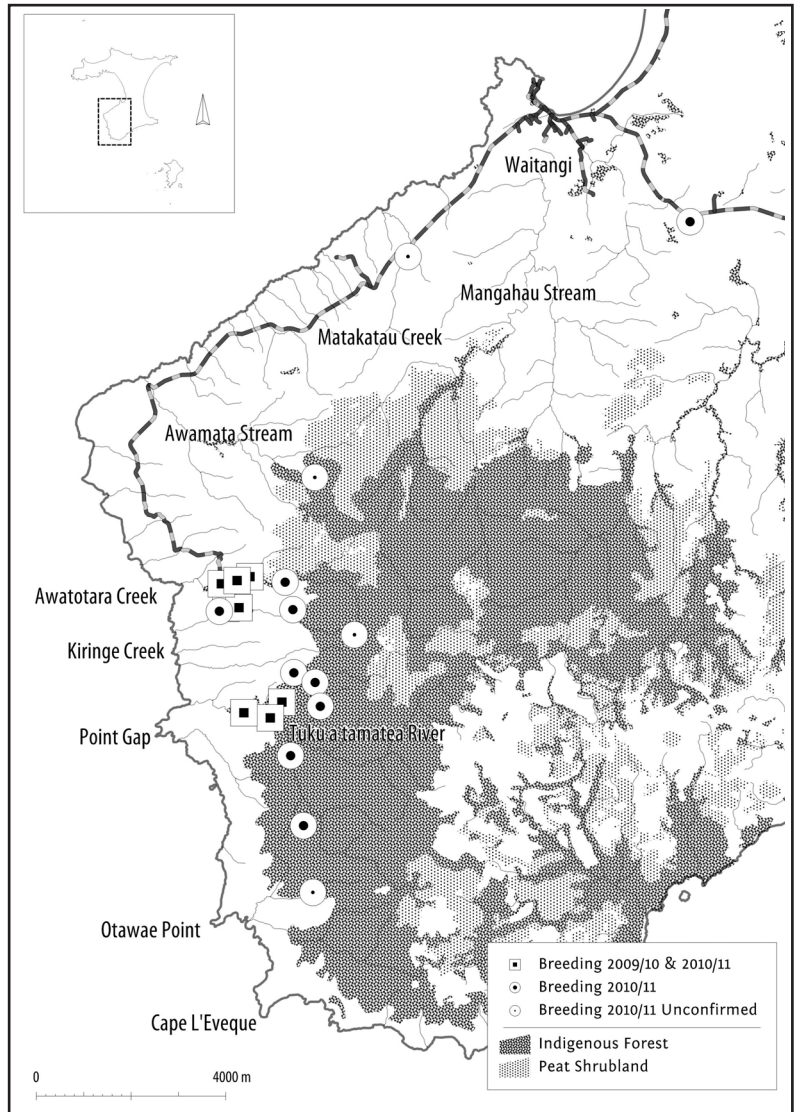 Waitangi
Mangahau Stream
Matakatau Creek
Awamata Stream
Awatotara Creek
Kiringe Creek
Point Gap
Tuku a tamatea River
Otawae Point
Cape L'Eveque
Breeding 2009/10 & 2010/11
Breeding 2010/11
Breeding 2010/11 Unconfirmed
Indigenous Forest
Peat Shrubland
0 4000 m